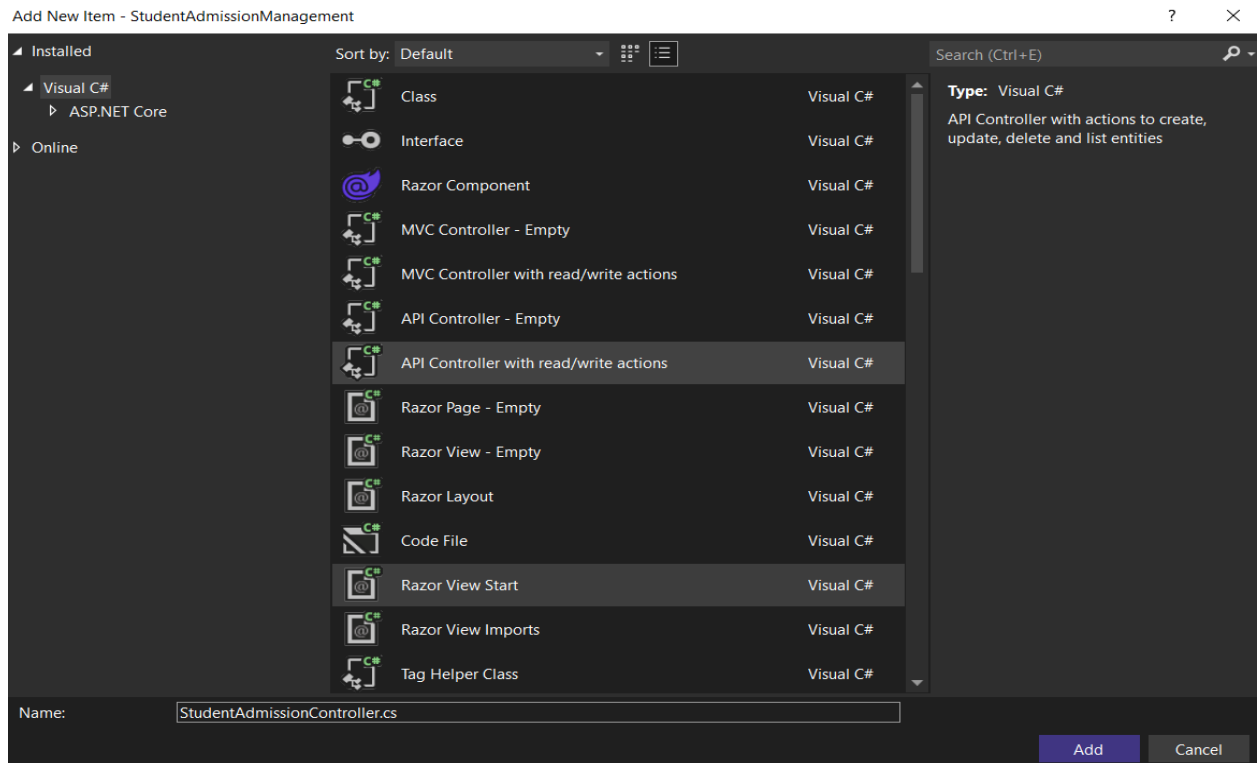 Add New Item - StudentAdmissionManagement
? ×
Installed
Visual C#
ASP.NET Core
Online
Sort by: Default
Class Visual C#
Interface Visual C#
Razor Component Visual C#
MVC Controller - Empty Visual C#
MVC Controller with read/write actions Visual C#
API Controller - Empty Visual C#
API Controller with read/write actions Visual C#
Razor Page - Empty Visual C#
Razor View - Empty Visual C#
Razor Layout Visual C#
Code File Visual C#
Razor View Start Visual C#
Razor View Imports Visual C#
Tag Helper Class Visual C#
Search (Ctrl+E)
Type: Visual C#
API Controller with actions to create,
update, delete and list entities
Name: StudentAdmissionController.cs
Add Cancel